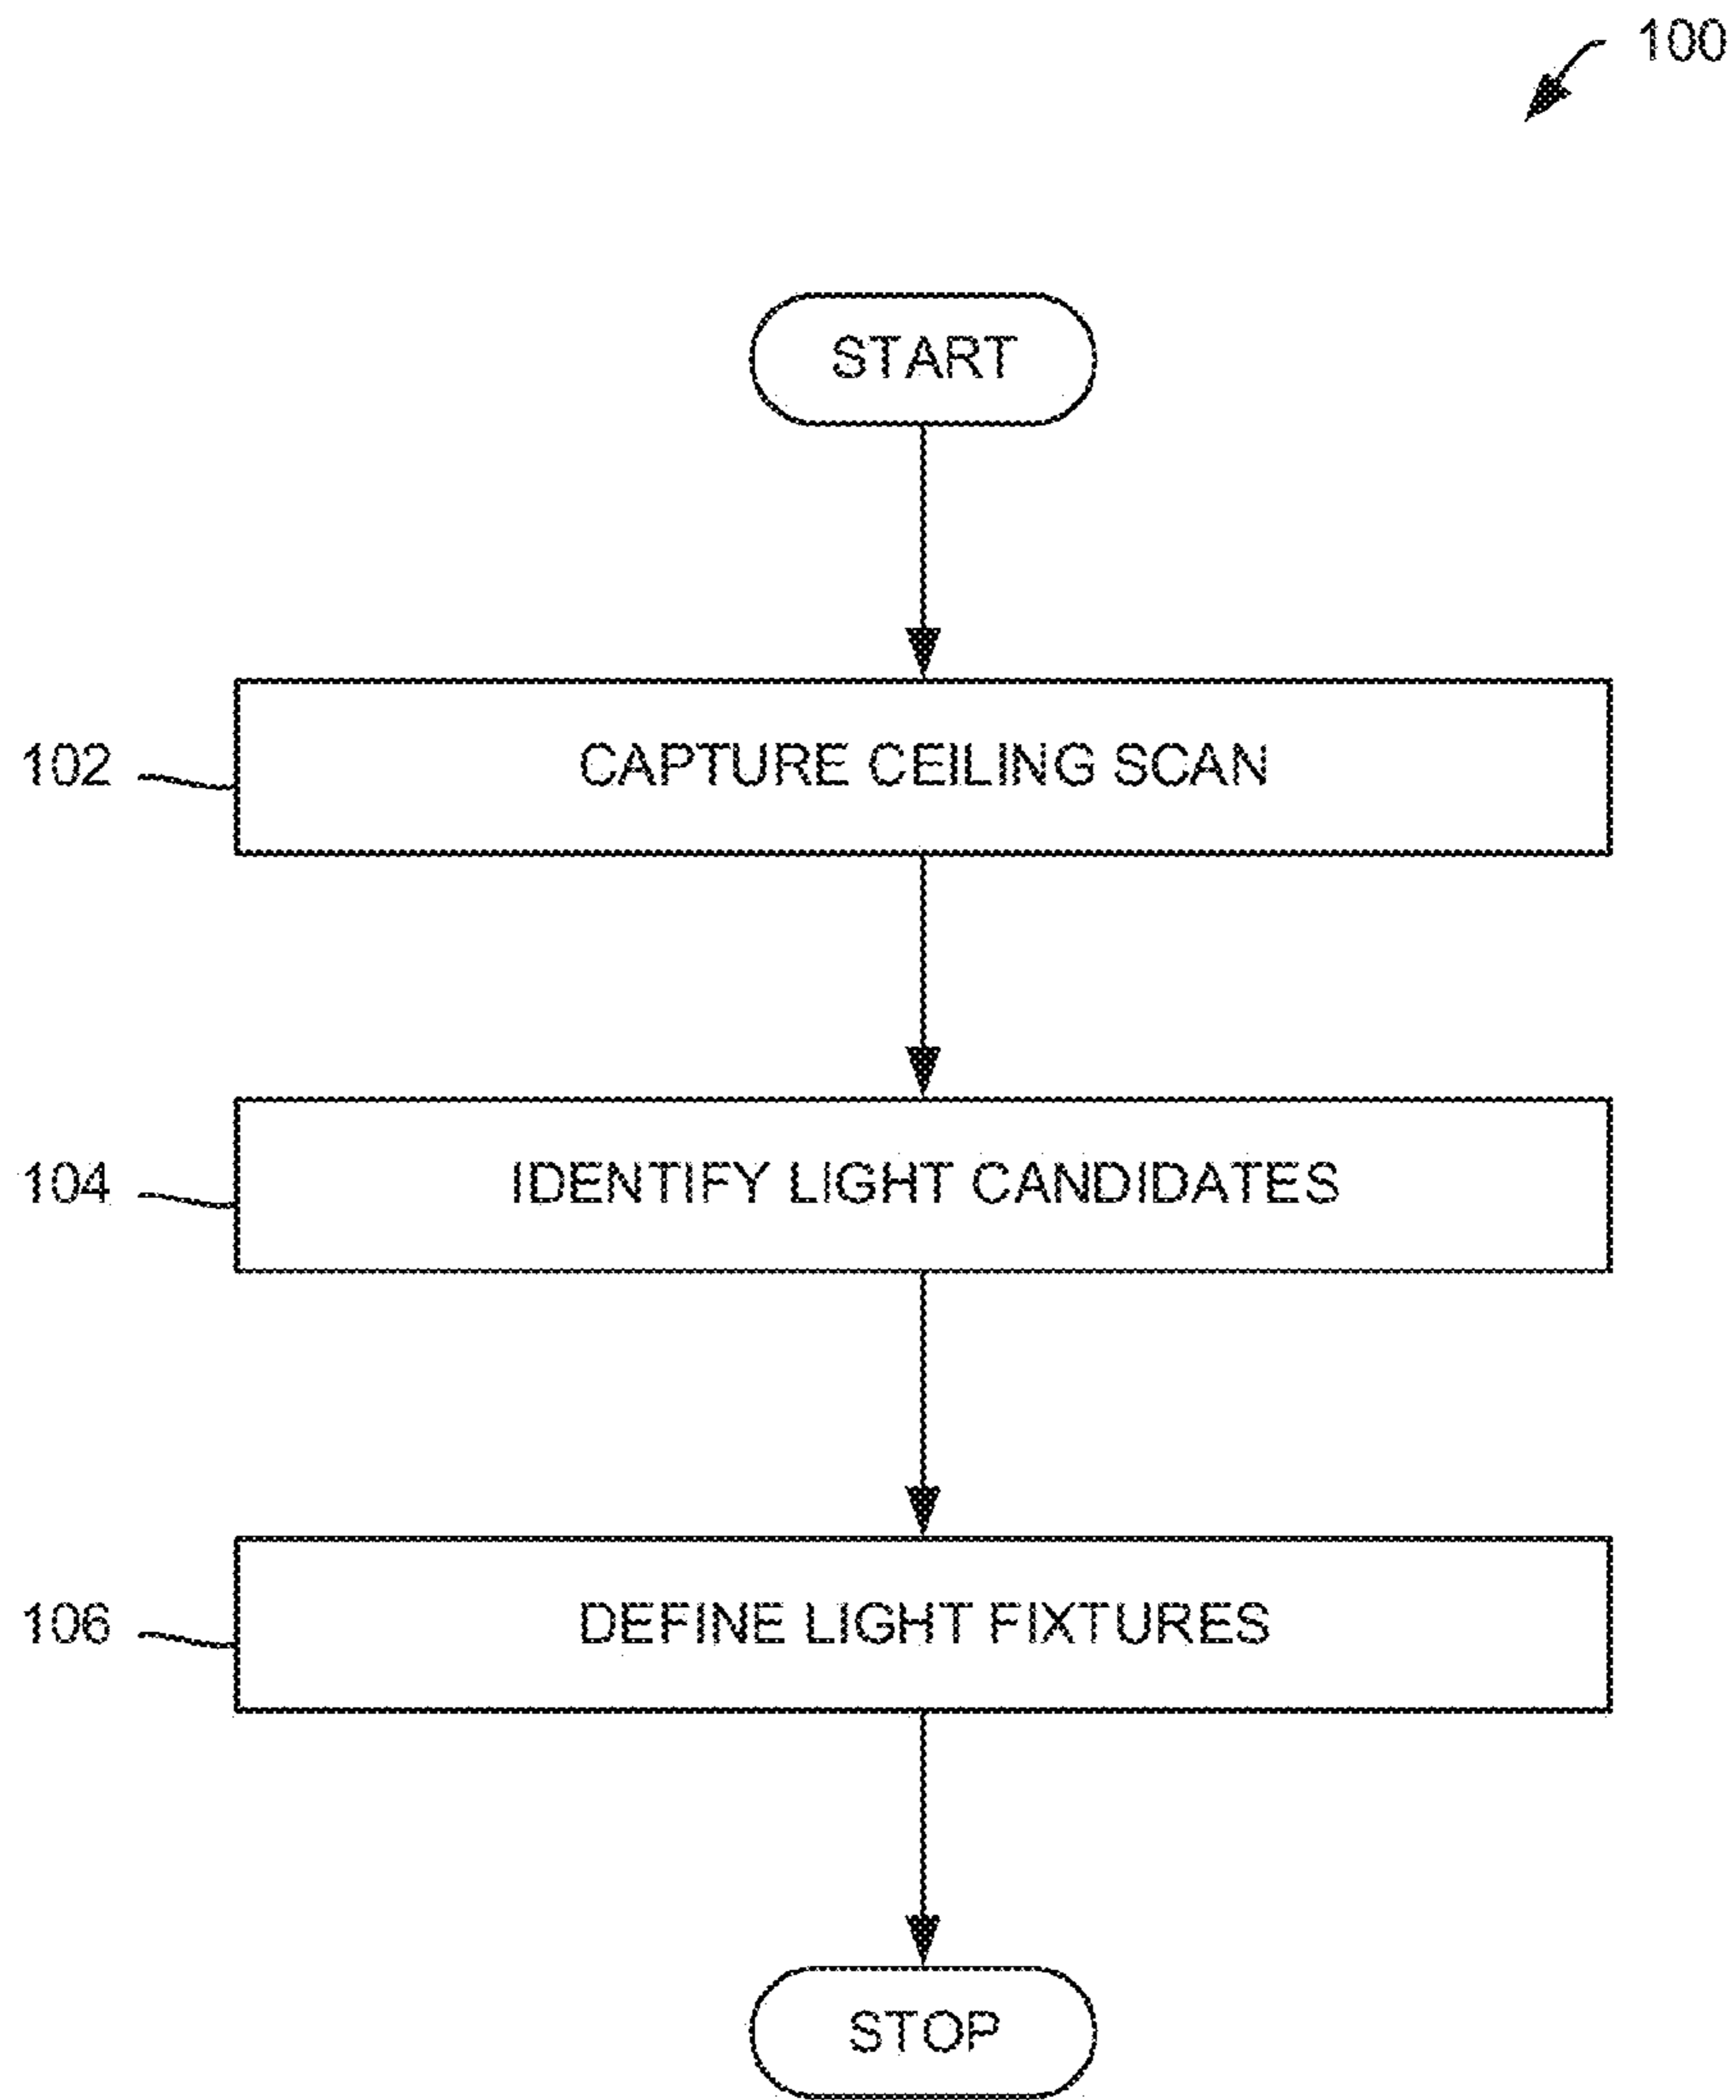 100
START
102 CAPTURE CEILING SCAN
104 IDENTIFY LIGHT CANDIDATES
106 DEFINE LIGHT FIXTURES
STOP